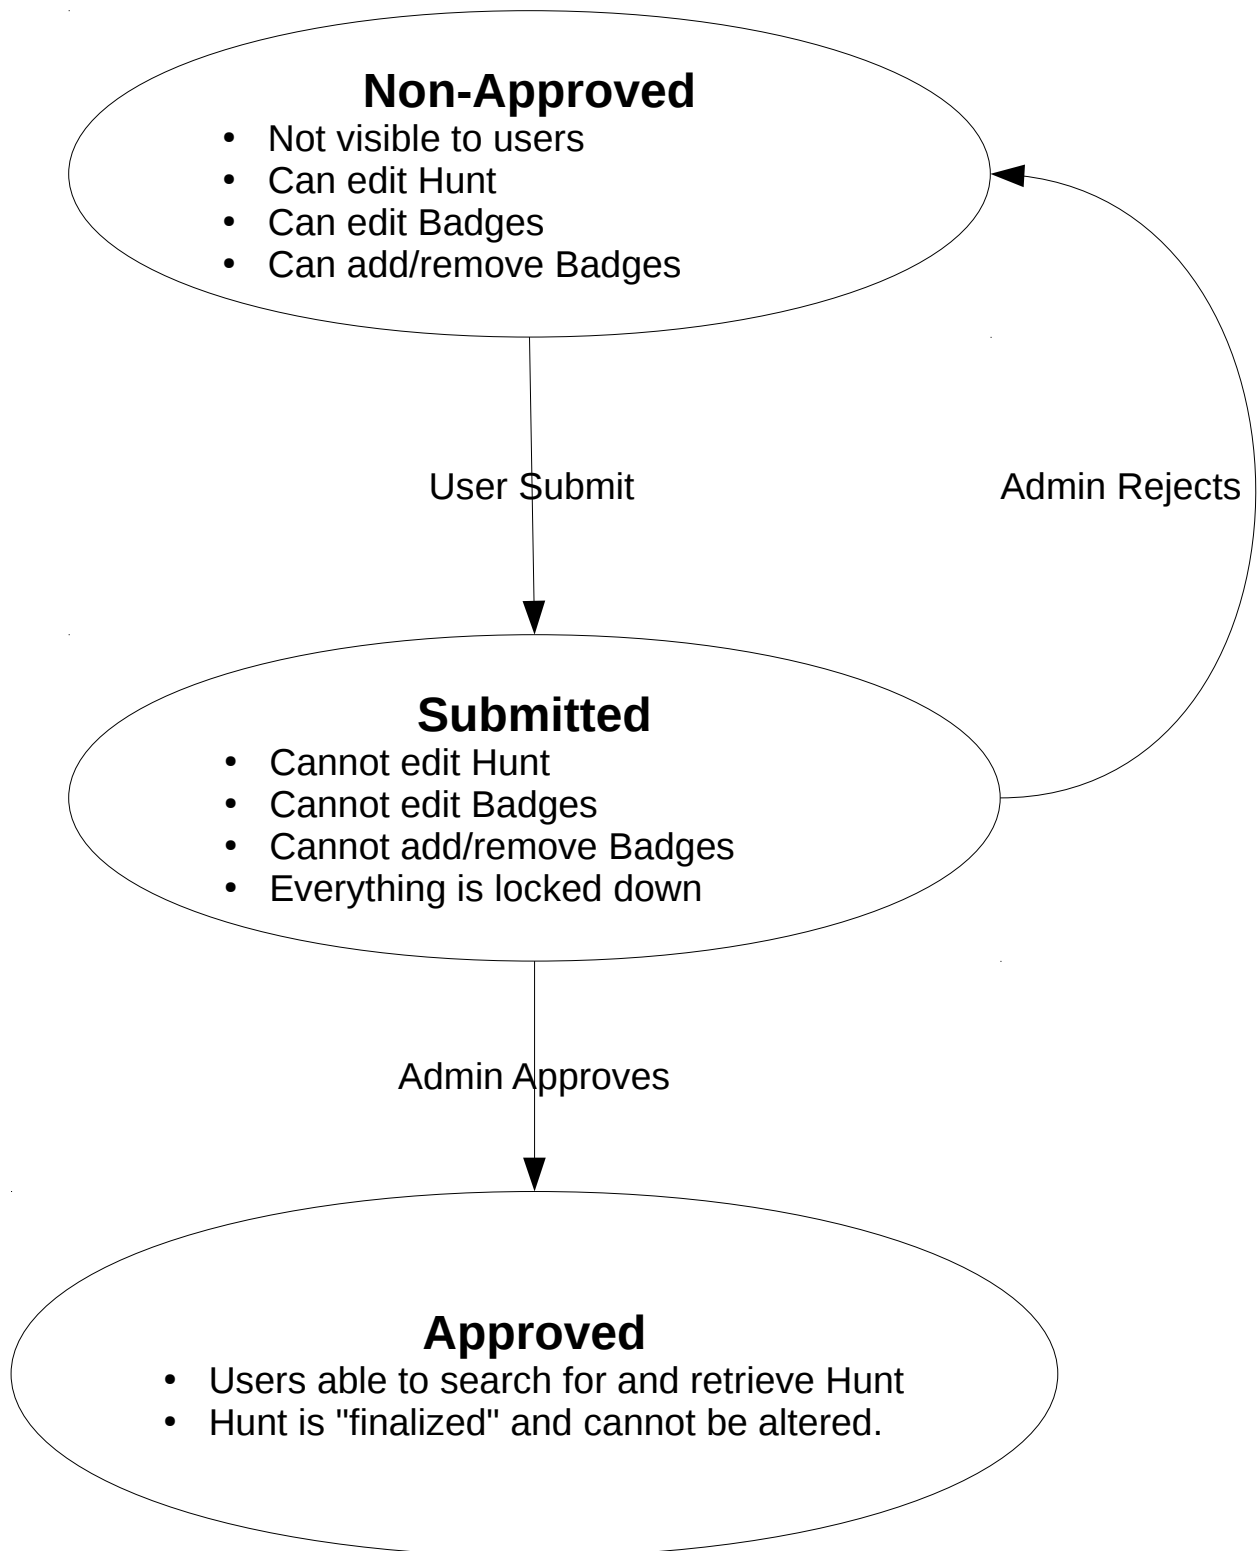 Non-Approved
• Not visible to users
• Can edit Hunt
• Can edit Badges
• Can add/remove Badges
User Submit
Admin Rejects
Submitted
• Cannot edit Hunt
• Cannot edit Badges
• Cannot add/remove Badges
• Everything is locked down
Admin Approves
Approved
• Users able to search for and retrieve Hunt
• Hunt is "finalized" and cannot be altered.